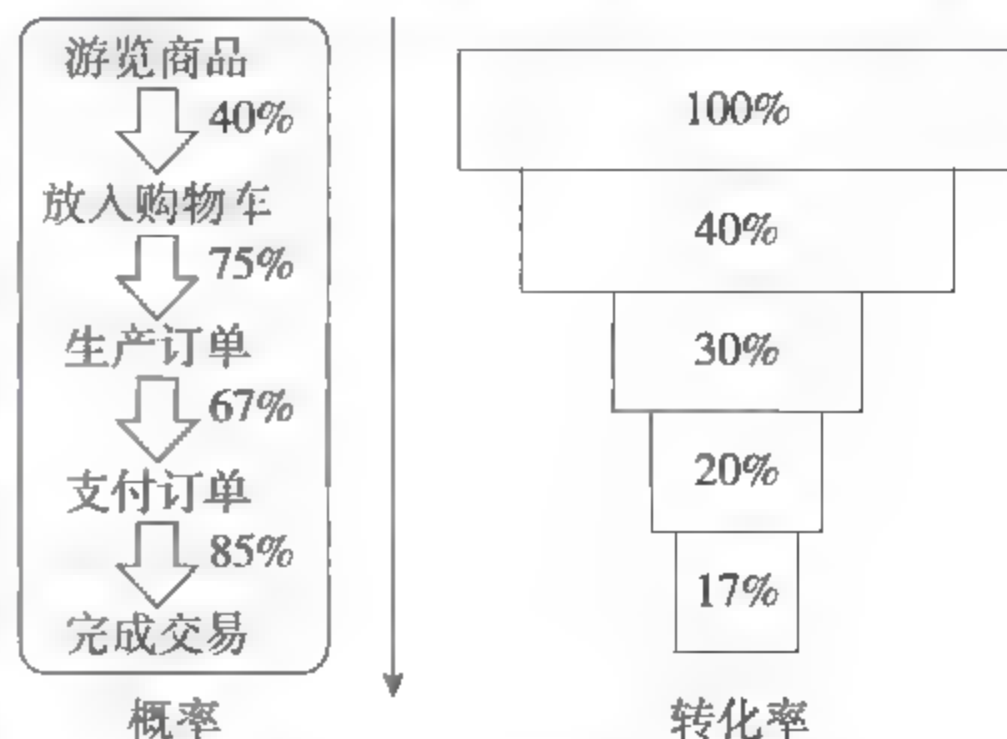 游览商品
40%
放入购物车
75%
生产订单
67%
支付订单
85%
完成交易
概率
100%
40%
30%
20%
17%
转化率